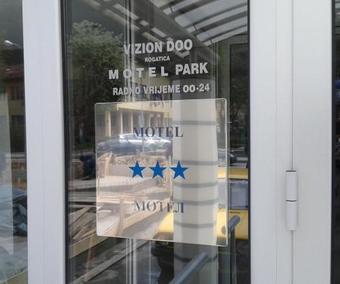 VIZION DOO
ROGATICA
MOTEL PARK
RADNO VRIJEME 00-24
MOTEL
МОТЕЛ